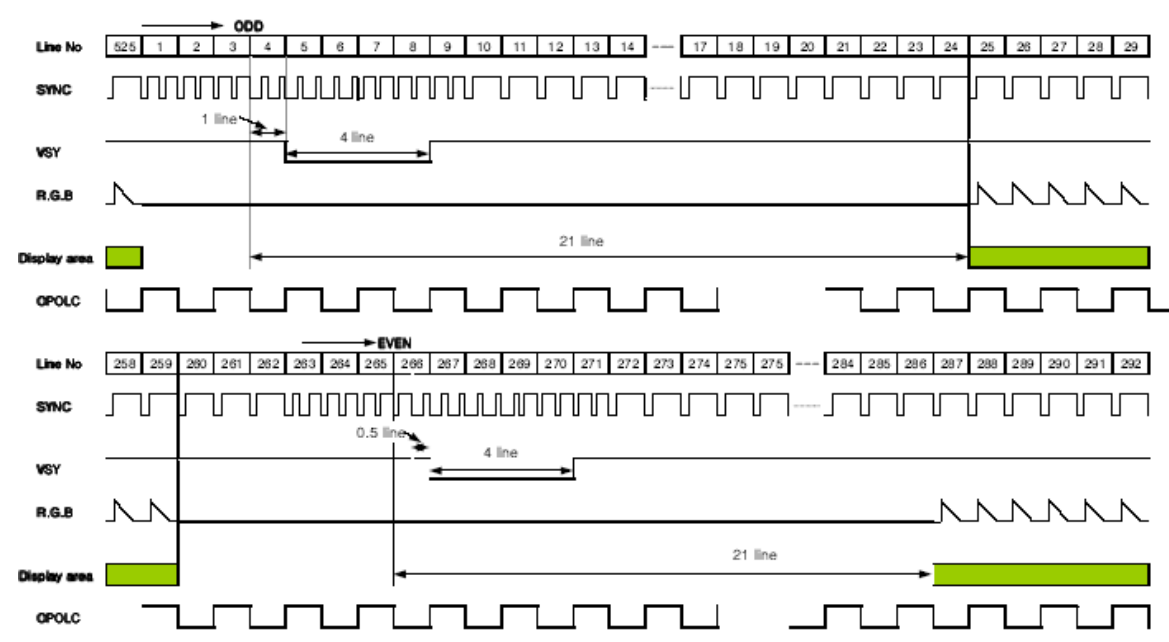 ODD
Line No 525 1 2 3 4 5 6 7 8 9 10 11 12 13 14 17 18 19 20 21 22 23 24 25 26 27 28 29
SYNC
1 line
4 line
VSY
R.G.B
21 line
Display area
OPOLC
EVEN
Line No 258 259 260 261 262 263 264 265 266 267 268 269 270 271 272 273 274 275 275 284 285 286 287 288 289 290 291 292
SYNC
0.5 line
4 line
VSY
R.G.B
21 line
Display area
OPOLC